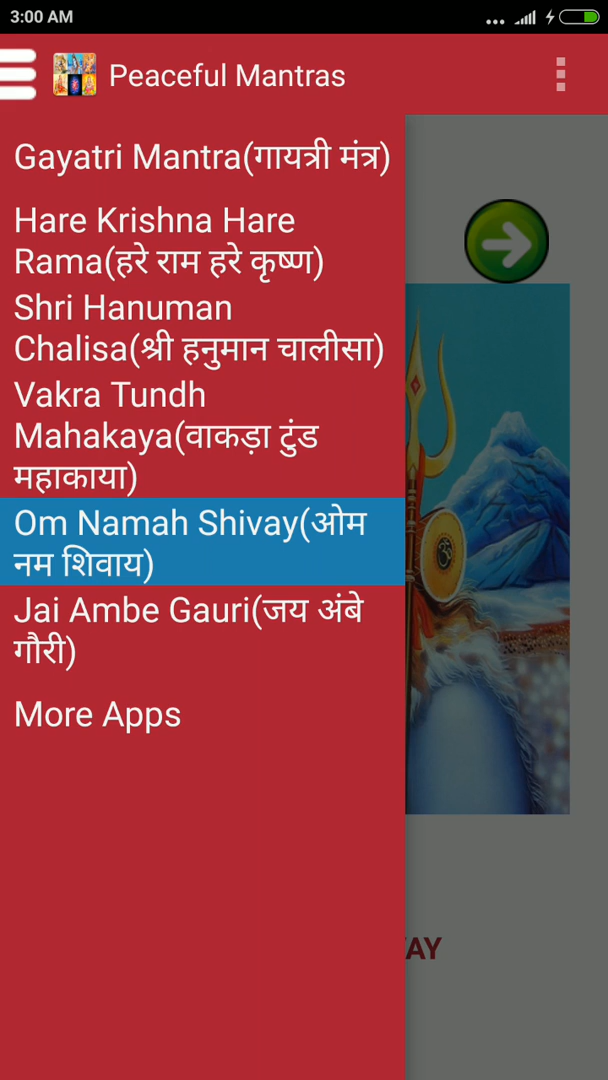 3:00 AM
Peaceful Mantras
Gayatri Mantra(गायत्री मंत्र)
Hare Krishna Hare
Rama(हरे राम हरे कृष्ण)
Shri Hanuman
Chalisa(श्री हनुमान चालीसा)
Vakra Tundh
Mahakaya(वाकड़ा टुंड
महाकाया)
Om Namah Shivay(ओम
नम शिवाय)
Jai Ambe Gauri(जय अंबे
गौरी)
More Apps
AY